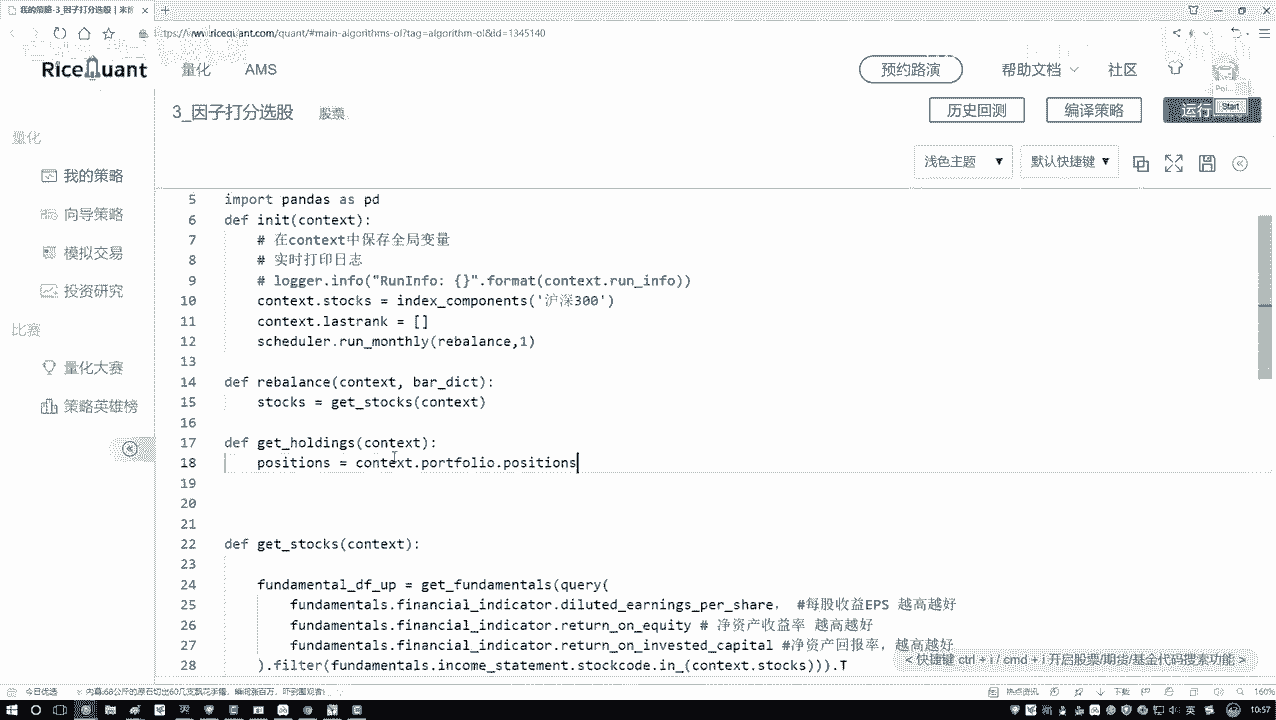 我的策略-3_因子打分选股
https://www.ricequant.com/quant/#main-algorithms-ol?tag=algorithm-ol&id=1345140
RiceQuant 量化 AMS 预约路演 帮助文档 社区
3_因子打分选股 股票 历史回测 编译策略 运行 Start
浅色主题 默认快捷键
量化
我的策略
向导策略
模拟交易
投资研究
比赛
量化大赛
策略英雄榜
5 import pandas as pd
6 def init(context):
7 # 在context中保存全局变量
8 # 实时打印日志
9 # logger.info("RunInfo: {}".format(context.run_info))
10 context.stocks = index_components('沪深300')
11 context.lastrank = []
12 scheduler.run_monthly(rebalance,1)
13
14 def rebalance(context, bar_dict):
15 stocks = get_stocks(context)
16
17 def get_holdings(context):
18 positions = context.portfolio.positions
19
20
21
22 def get_stocks(context):
23
24 fundamental_df_up = get_fundamentals(query(
25 fundamentals.financial_indicator.diluted_earnings_per_share, #每股收益EPS 越高越好
26 fundamentals.financial_indicator.return_on_equity # 净资产收益率 越高越好
27 fundamentals.financial_indicator.return_on_invested_capital #净资产回报率，越高越好
28 ).filter(fundamentals.income_statement.stockcode.in_(context.stocks))).T
< 快捷键 ctrl + i / cmd + i 开启股票/期货/基金代码搜索功能 >
今日优选 热点资讯 下载 160%
10:57